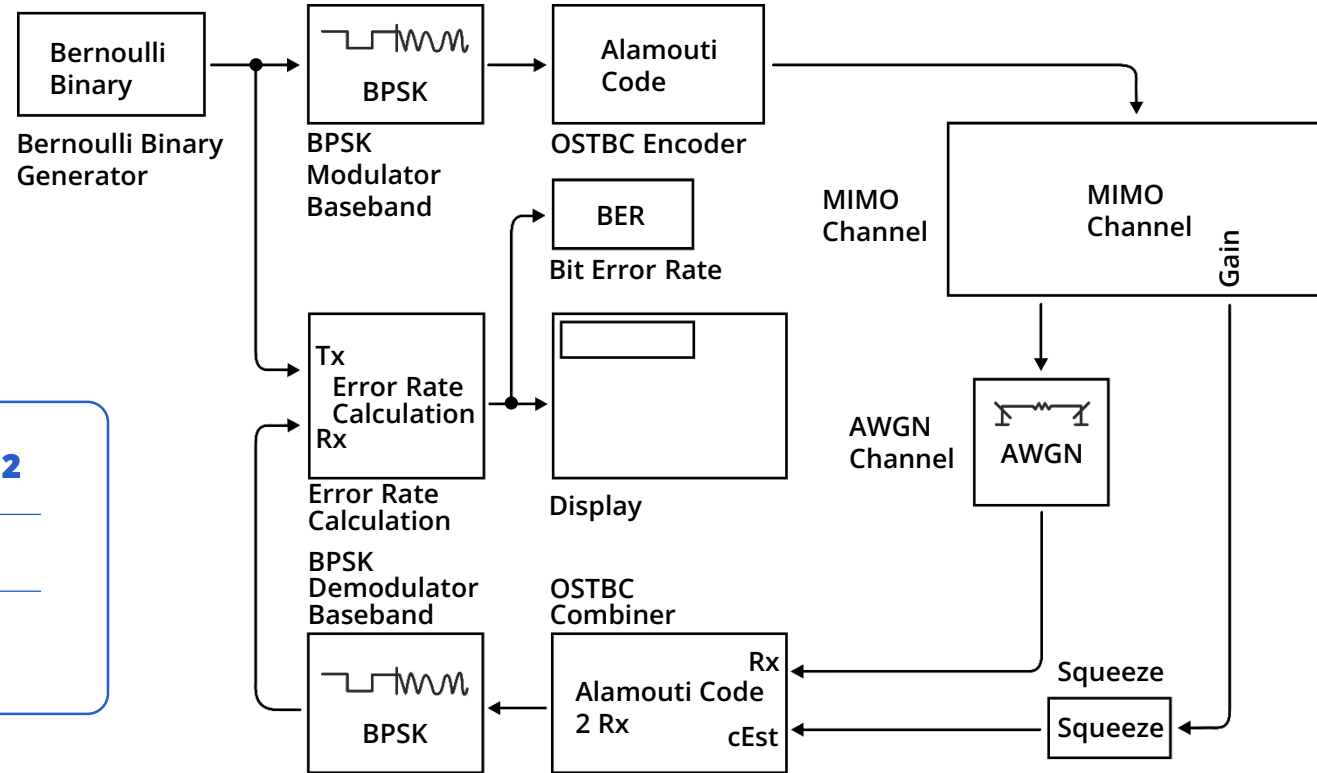 Bernoulli
Binary
Bernoulli Binary
Generator
BPSK
BPSK
Modulator
Baseband
Alamouti
Code
OSTBC Encoder
BER
Bit Error Rate
MIMO
Channel
MIMO
Channel
Gain
Tx
Error Rate
Calculation
Rx
Error Rate
Calculation
Display
AWGN
Channel
AWGN
2
BPSK
Demodulator
Baseband
BPSK
OSTBC
Combiner
Rx
Alamouti Code
2 Rx
cEst
Squeeze
Squeeze